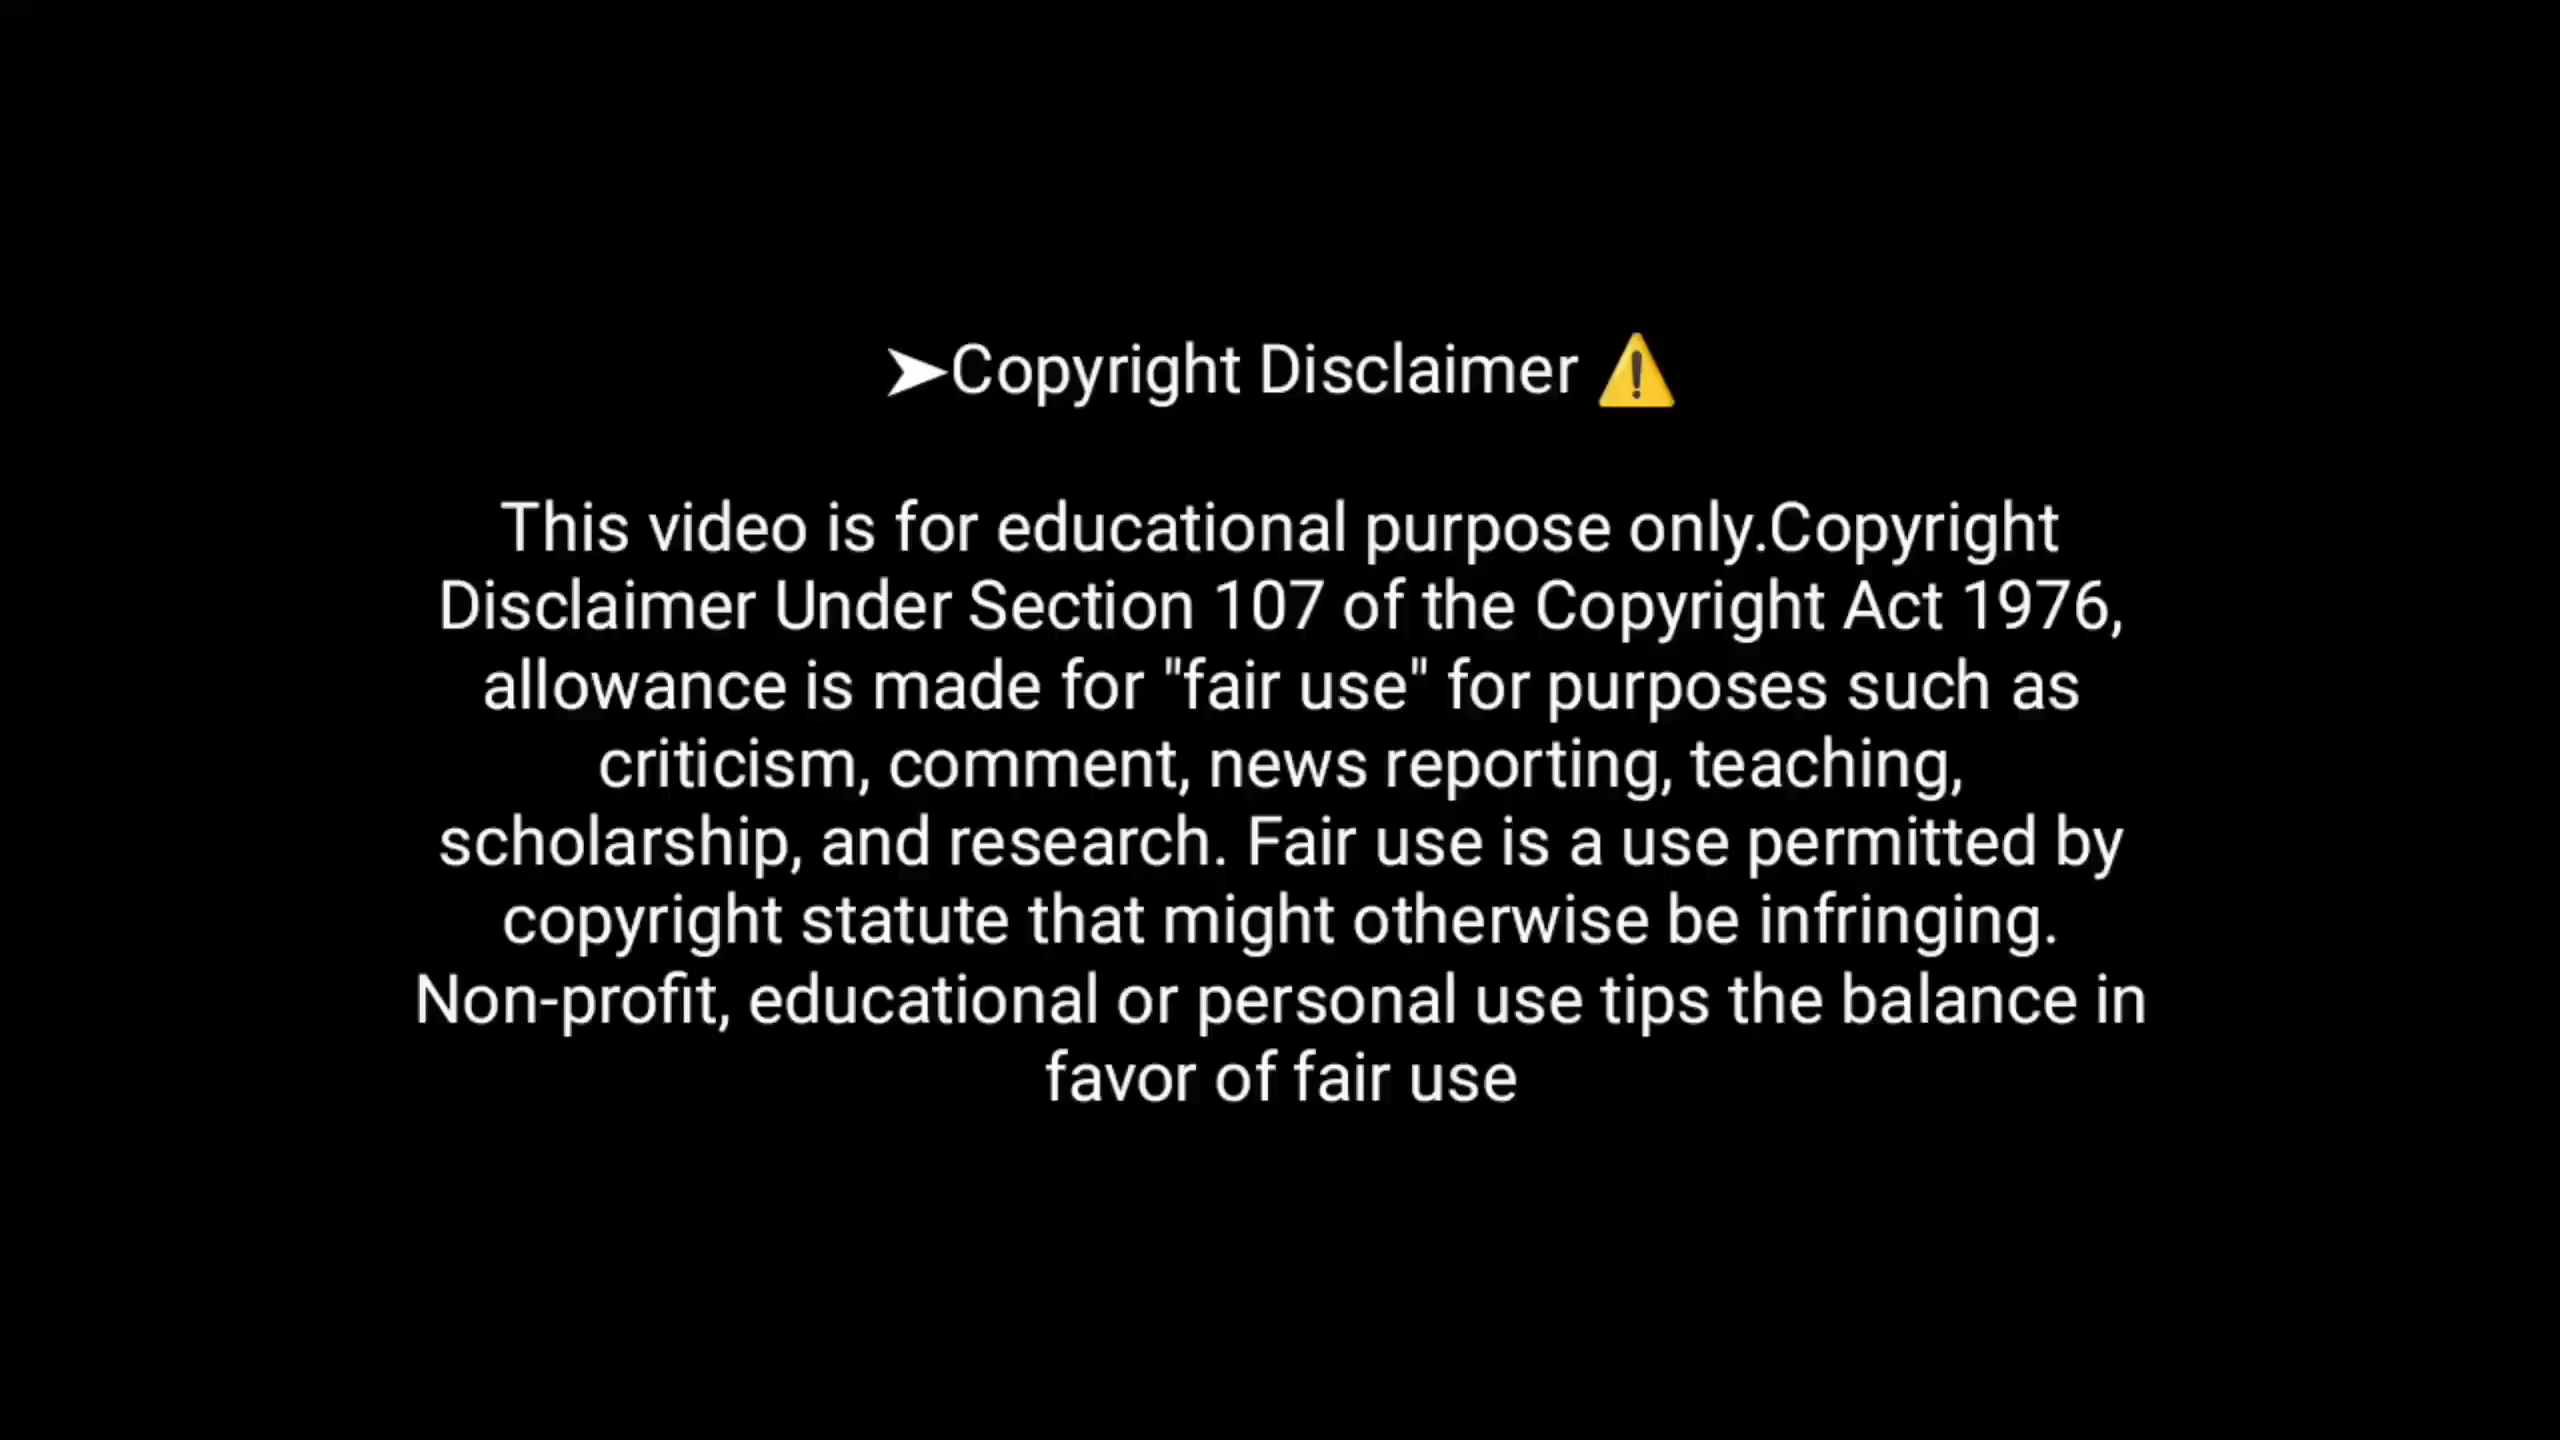 ➤Copyright Disclaimer ⚠️
This video is for educational purpose only.Copyright
Disclaimer Under Section 107 of the Copyright Act 1976,
allowance is made for "fair use" for purposes such as
criticism, comment, news reporting, teaching,
scholarship, and research. Fair use is a use permitted by
copyright statute that might otherwise be infringing.
Non-profit, educational or personal use tips the balance in
favor of fair use